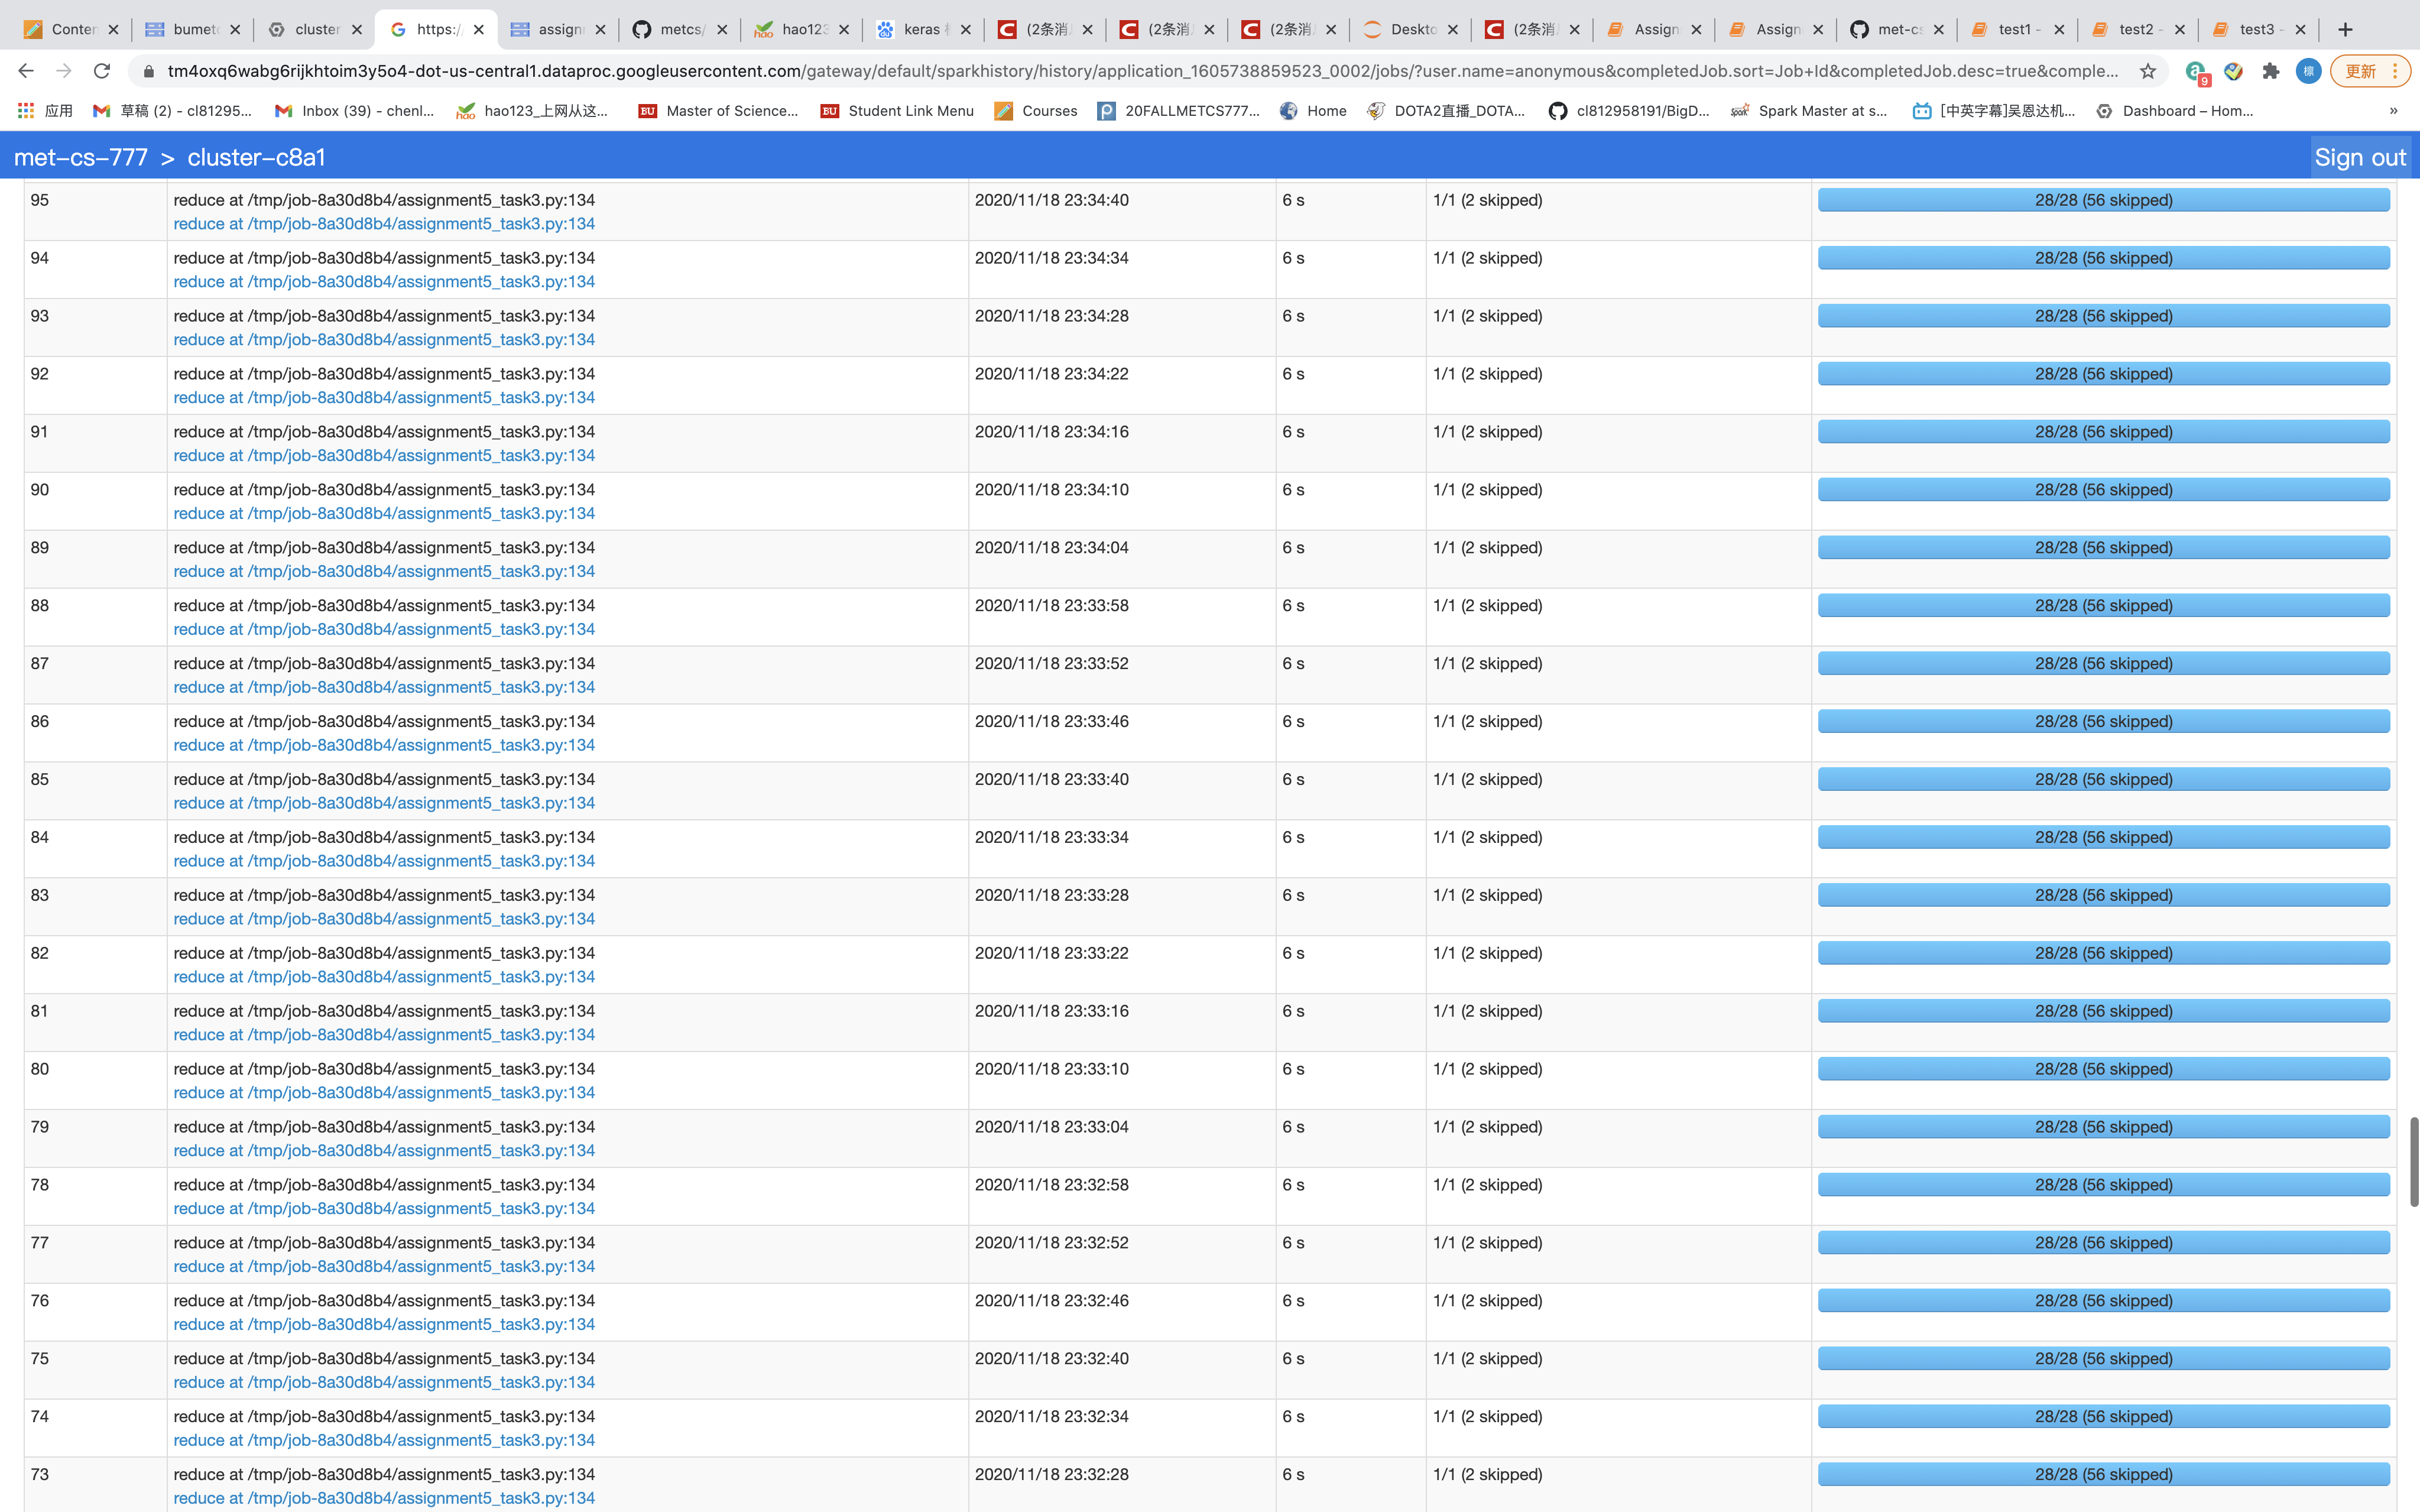 Conten
bumetc
cluster
https:/
assign
metcs/
hao123
keras
(2条消
(2条消
(2条消
Deskto
(2条消
Assign
Assign
met-cs
test1 -
test2 -
test3 -
tm4oxq6wabg6rijkhtoim3y5o4-dot-us-central1.dataproc.googleusercontent.com/gateway/default/sparkhistory/history/application_1605738859523_0002/jobs/?user.name=anonymous&completedJob.sort=Job+Id&completedJob.desc=true&comple...
9
標
更新
应用
草稿 (2) - cl81295...
Inbox (39) - chenl...
hao123_上网从这...
BU Master of Science...
BU Student Link Menu
Courses
20FALLMETCS777...
Home
DOTA2直播_DOTA...
cl812958191/BigD...
Spark Master at s...
[中英字幕]吴恩达机...
Dashboard – Hom...
»
met-cs-777 > cluster-c8a1
Sign out
95 reduce at /tmp/job-8a30d8b4/assignment5_task3.py:134 2020/11/18 23:34:40 6 s 1/1 (2 skipped) 28/28 (56 skipped)
reduce at /tmp/job-8a30d8b4/assignment5_task3.py:134
94 reduce at /tmp/job-8a30d8b4/assignment5_task3.py:134 2020/11/18 23:34:34 6 s 1/1 (2 skipped) 28/28 (56 skipped)
reduce at /tmp/job-8a30d8b4/assignment5_task3.py:134
93 reduce at /tmp/job-8a30d8b4/assignment5_task3.py:134 2020/11/18 23:34:28 6 s 1/1 (2 skipped) 28/28 (56 skipped)
reduce at /tmp/job-8a30d8b4/assignment5_task3.py:134
92 reduce at /tmp/job-8a30d8b4/assignment5_task3.py:134 2020/11/18 23:34:22 6 s 1/1 (2 skipped) 28/28 (56 skipped)
reduce at /tmp/job-8a30d8b4/assignment5_task3.py:134
91 reduce at /tmp/job-8a30d8b4/assignment5_task3.py:134 2020/11/18 23:34:16 6 s 1/1 (2 skipped) 28/28 (56 skipped)
reduce at /tmp/job-8a30d8b4/assignment5_task3.py:134
90 reduce at /tmp/job-8a30d8b4/assignment5_task3.py:134 2020/11/18 23:34:10 6 s 1/1 (2 skipped) 28/28 (56 skipped)
reduce at /tmp/job-8a30d8b4/assignment5_task3.py:134
89 reduce at /tmp/job-8a30d8b4/assignment5_task3.py:134 2020/11/18 23:34:04 6 s 1/1 (2 skipped) 28/28 (56 skipped)
reduce at /tmp/job-8a30d8b4/assignment5_task3.py:134
88 reduce at /tmp/job-8a30d8b4/assignment5_task3.py:134 2020/11/18 23:33:58 6 s 1/1 (2 skipped) 28/28 (56 skipped)
reduce at /tmp/job-8a30d8b4/assignment5_task3.py:134
87 reduce at /tmp/job-8a30d8b4/assignment5_task3.py:134 2020/11/18 23:33:52 6 s 1/1 (2 skipped) 28/28 (56 skipped)
reduce at /tmp/job-8a30d8b4/assignment5_task3.py:134
86 reduce at /tmp/job-8a30d8b4/assignment5_task3.py:134 2020/11/18 23:33:46 6 s 1/1 (2 skipped) 28/28 (56 skipped)
reduce at /tmp/job-8a30d8b4/assignment5_task3.py:134
85 reduce at /tmp/job-8a30d8b4/assignment5_task3.py:134 2020/11/18 23:33:40 6 s 1/1 (2 skipped) 28/28 (56 skipped)
reduce at /tmp/job-8a30d8b4/assignment5_task3.py:134
84 reduce at /tmp/job-8a30d8b4/assignment5_task3.py:134 2020/11/18 23:33:34 6 s 1/1 (2 skipped) 28/28 (56 skipped)
reduce at /tmp/job-8a30d8b4/assignment5_task3.py:134
83 reduce at /tmp/job-8a30d8b4/assignment5_task3.py:134 2020/11/18 23:33:28 6 s 1/1 (2 skipped) 28/28 (56 skipped)
reduce at /tmp/job-8a30d8b4/assignment5_task3.py:134
82 reduce at /tmp/job-8a30d8b4/assignment5_task3.py:134 2020/11/18 23:33:22 6 s 1/1 (2 skipped) 28/28 (56 skipped)
reduce at /tmp/job-8a30d8b4/assignment5_task3.py:134
81 reduce at /tmp/job-8a30d8b4/assignment5_task3.py:134 2020/11/18 23:33:16 6 s 1/1 (2 skipped) 28/28 (56 skipped)
reduce at /tmp/job-8a30d8b4/assignment5_task3.py:134
80 reduce at /tmp/job-8a30d8b4/assignment5_task3.py:134 2020/11/18 23:33:10 6 s 1/1 (2 skipped) 28/28 (56 skipped)
reduce at /tmp/job-8a30d8b4/assignment5_task3.py:134
79 reduce at /tmp/job-8a30d8b4/assignment5_task3.py:134 2020/11/18 23:33:04 6 s 1/1 (2 skipped) 28/28 (56 skipped)
reduce at /tmp/job-8a30d8b4/assignment5_task3.py:134
78 reduce at /tmp/job-8a30d8b4/assignment5_task3.py:134 2020/11/18 23:32:58 6 s 1/1 (2 skipped) 28/28 (56 skipped)
reduce at /tmp/job-8a30d8b4/assignment5_task3.py:134
77 reduce at /tmp/job-8a30d8b4/assignment5_task3.py:134 2020/11/18 23:32:52 6 s 1/1 (2 skipped) 28/28 (56 skipped)
reduce at /tmp/job-8a30d8b4/assignment5_task3.py:134
76 reduce at /tmp/job-8a30d8b4/assignment5_task3.py:134 2020/11/18 23:32:46 6 s 1/1 (2 skipped) 28/28 (56 skipped)
reduce at /tmp/job-8a30d8b4/assignment5_task3.py:134
75 reduce at /tmp/job-8a30d8b4/assignment5_task3.py:134 2020/11/18 23:32:40 6 s 1/1 (2 skipped) 28/28 (56 skipped)
reduce at /tmp/job-8a30d8b4/assignment5_task3.py:134
74 reduce at /tmp/job-8a30d8b4/assignment5_task3.py:134 2020/11/18 23:32:34 6 s 1/1 (2 skipped) 28/28 (56 skipped)
reduce at /tmp/job-8a30d8b4/assignment5_task3.py:134
73 reduce at /tmp/job-8a30d8b4/assignment5_task3.py:134 2020/11/18 23:32:28 6 s 1/1 (2 skipped) 28/28 (56 skipped)
reduce at /tmp/job-8a30d8b4/assignment5_task3.py:134